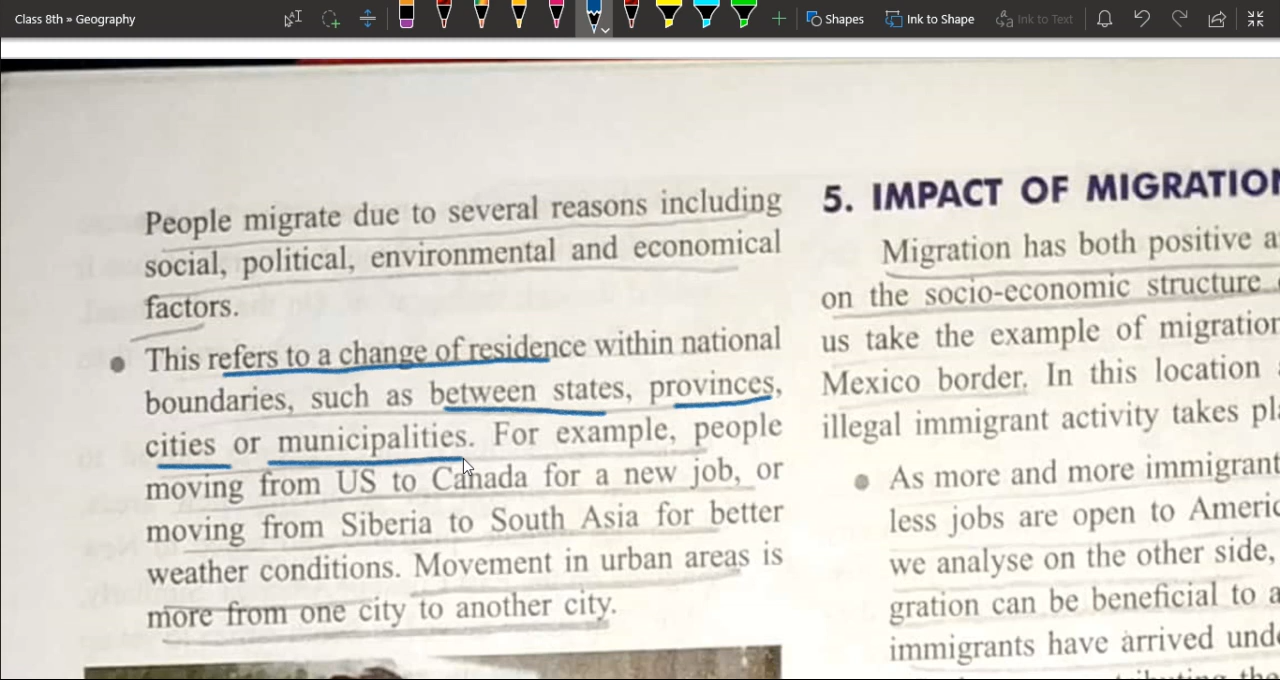 Class 8th » Geography
Shapes
Ink to Shape
Ink to Text
People migrate due to several reasons including
social, political, environmental and economical
factors.
This refers to a change of residence within national
boundaries, such as between states, provinces,
cities or municipalities. For example, people
moving from US to Canada for a new job, or
moving from Siberia to South Asia for better
weather conditions. Movement in urban areas is
more from one city to another city.
5. IMPACT OF MIGRATIO
Migration has both positive a
on the socio-economic structure
us take the example of migration
Mexico border. In this location
illegal immigrant activity takes pl
As more and more immigrant
less jobs are open to Americ
we analyse on the other side,
gration can be beneficial to a
immigrants have arrived und